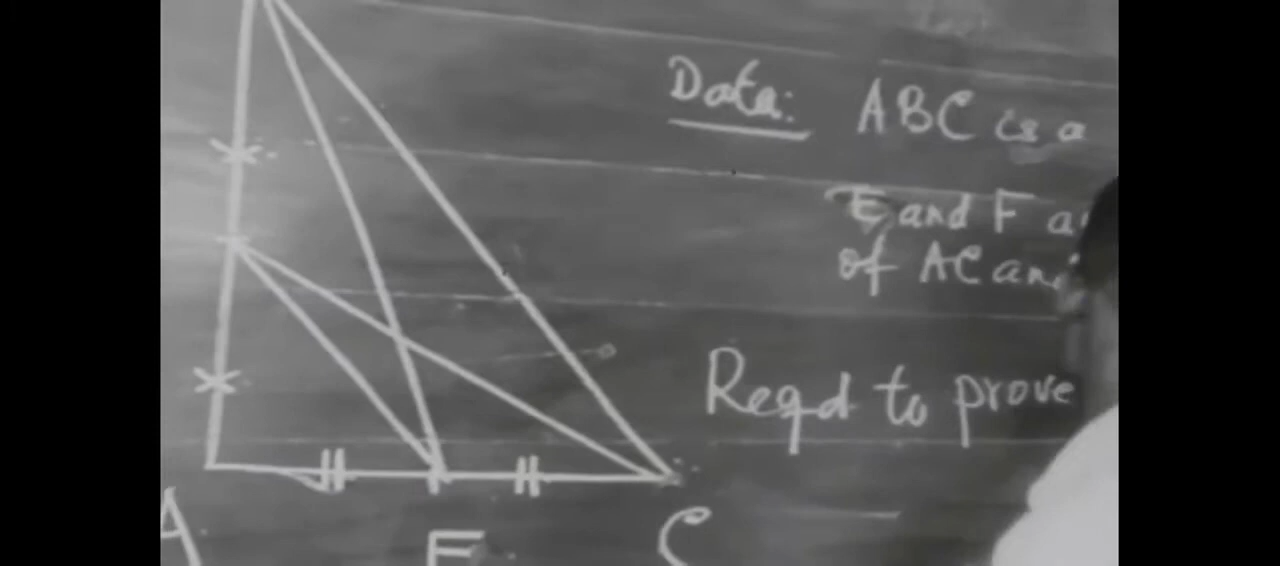 Data: ABC is a
E and F a
of AC an
Reqd to prove
A
C